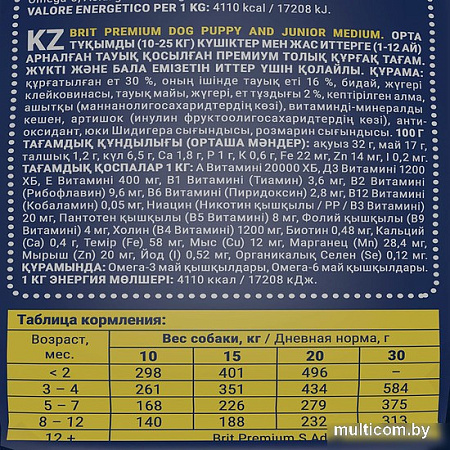 VALORE ENERGETICO PER 1 KG: 4110 kcal / 17208 kJ.
KZ BRIT PREMIUM DOG PUPPY AND JUNIOR MEDIUM. ОРТА
ТҰҚЫМДЫ (10-25 КГ) КҮШІКТЕР МЕН ЖАС ИТТЕРГЕ (1-12 АЙ)
АРНАЛҒАН ТАУЫҚ ҚОСЫЛҒАН ПРЕМИУМ ТОЛЫҚ ҚҰРҒАҚ ТАҒАМ.
ЖҮКТІ ЖӘНЕ БАЛА ЕМІЗЕТІН ИТТЕР ҮШІН ҚОЛАЙЛЫ. ҚҰРАМА:
құрғатылған ет 30 %, оның ішінде тауық еті 16 %, бидай, жүгері
клейковинасы, тауық майы, жүгері, ет тұздығы 2 %, кептірілген алма,
ашытқы (маннанолигосахаридтердің көзі), витаминді-минералды
кешен, артишок (инулин фруктоолигосахаридтердің көзі), анти-
оксидант, юкки Шидигера сығындысы, розмарин сығындысы. 100 Г
ТАҒАМДЫҚ ҚҰНДЫЛЫҒЫ (ОРТАША МӘНДЕР): ақуыз 32 г, май 17 г,
талшық 1,2 г, күл 6,5 г, Ca 1,8 г, P 1 г, K 0,6 г, Fe 22 мг, Zn 14 мг, I 0,2 мг.
ТАҒАМДЫҚ ҚОСПАЛАР 1 КГ: А Витамині 20000 ХБ, Д3 Витамині 1200
ХБ, Е Витамині 400 мг, В1 Витамині (Тиамин) 3,6 мг, В2 Витамині
(Рибофлавин) 9,6 мг, В6 Витамині (Пиридоксин) 2,8 мг, В12 Витамині
(Кобаламин) 0,05 мг, Ниацин (Никотин қышқылы / РР / В3 Витамині)
20 мг, Пантотен қышқылы (В5 Витамині) 8 мг, Фолий қышқылы (В9
Витамині) 4 мг, Холин (В4 Витамині) 1200 мг, Биотин 0,48 мг, Кальций
(Ca) 0,4 г, Темір (Fe) 58 мг, Мыс (Cu) 12 мг, Марганец (Mn) 28,4 мг,
Мырыш (Zn) 20 мг, Йод (I) 0,52 мг, Органикалық Селен (Se) 0,12 мг.
ҚҰРАМЫНДА: Омега-3 май қышқылдары, Омега-6 май қышқылдары.
1 КГ ЭНЕРГИЯ МӨЛШЕРІ: 4110 ккал / 17208 кДж.
Таблица кормления:
Возраст, мес. Вес собаки, кг / Дневная норма, г
10 15 20 30
< 2 298 401 496 –
3 – 4 261 351 434 584
5 – 7 168 226 279 375
8 – 12 140 188 232 313
12 + Brit Premium S Ad
multicom.by